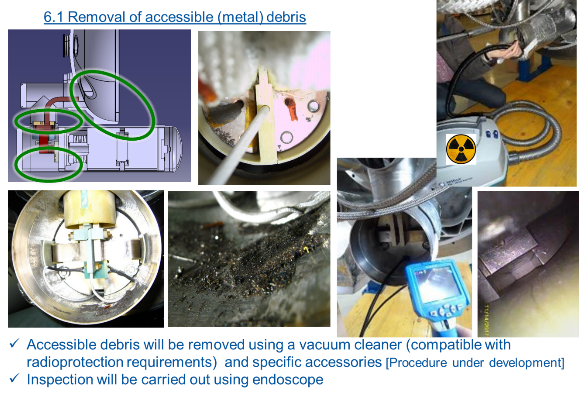 6.1 Removal of accessible (metal) debris
✓ Accessible debris will be removed using a vacuum cleaner (compatible with
radioprotection requirements) and specific accessories [Procedure under development]
✓ Inspection will be carried out using endoscope